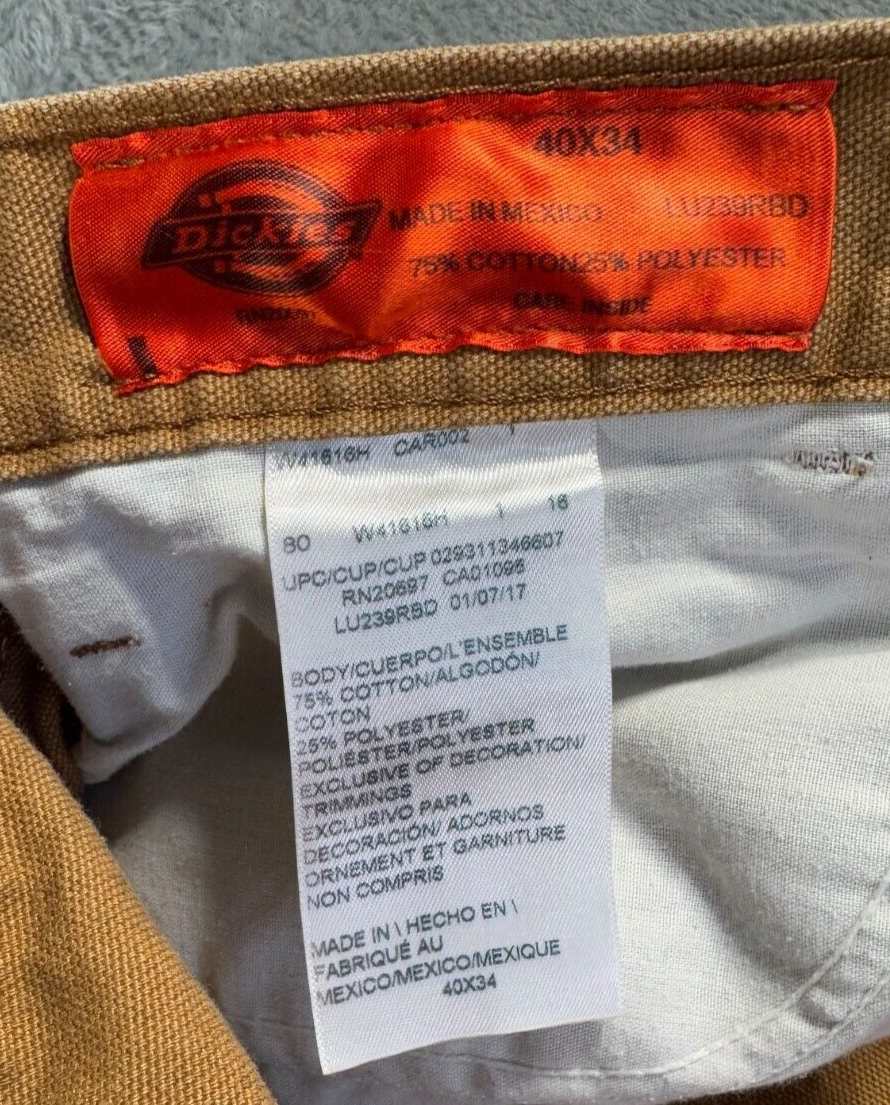 40X34
Dickies
MADE IN MEXICO LU239RBD
75% COTTON25% POLYESTER
CARE INSIDE
W41616H CAR002 1
80 W41616H 1 16
UPC/CUP/CUP 029311346607
RN20697 CA01096
LU239RBD 01/07/17
BODY/CUERPO/L'ENSEMBLE
75% COTTON/ALGODÓN/
COTON
25% POLYESTER/
POLIÉSTER/POLYESTER
EXCLUSIVE OF DECORATION/
TRIMMINGS
EXCLUSIVO PARA
DECORACIÓN/ ADORNOS
ORNEMENT ET GARNITURE
NON COMPRIS
MADE IN \ HECHO EN \
FABRIQUÉ AU
MEXICO/MEXICO/MEXIQUE
40X34